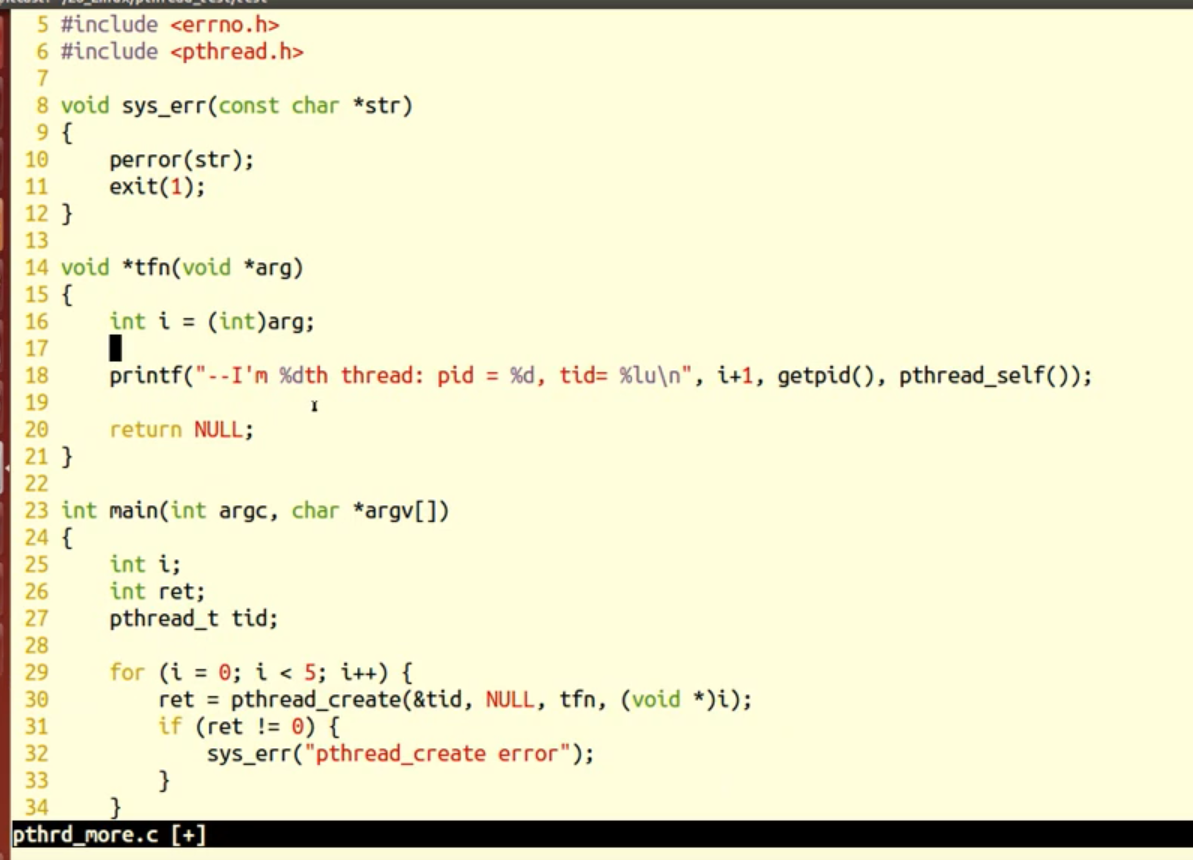 5 #include <errno.h>
6 #include <pthread.h>
7
8 void sys_err(const char *str)
9 {
10     perror(str);
11     exit(1);
12 }
13
14 void *tfn(void *arg)
15 {
16     int i = (int)arg;
17
18     printf("--I'm %dth thread: pid = %d, tid= %lu\n", i+1, getpid(), pthread_self());
19
20     return NULL;
21 }
22
23 int main(int argc, char *argv[])
24 {
25     int i;
26     int ret;
27     pthread_t tid;
28
29     for (i = 0; i < 5; i++) {
30         ret = pthread_create(&tid, NULL, tfn, (void *)i);
31         if (ret != 0) {
32             sys_err("pthread_create error");
33         }
34     }
pthrd_more.c [+]